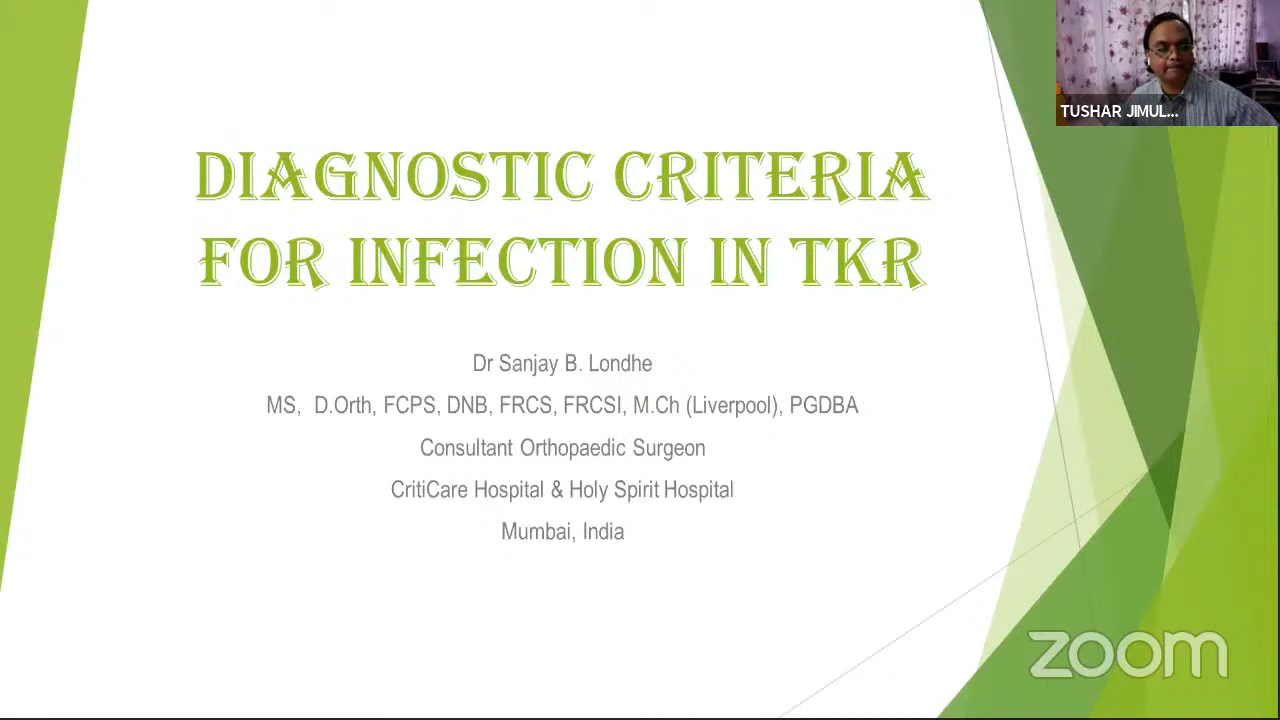 TUSHAR JIMUL...
DIAGNOSTIC CRITERIA
FOR INFECTION IN TKR
Dr Sanjay B. Londhe
MS, D.Orth, FCPS, DNB, FRCS, FRCSI, M.Ch (Liverpool), PGDBA
Consultant Orthopaedic Surgeon
CritiCare Hospital & Holy Spirit Hospital
Mumbai, India
zoom